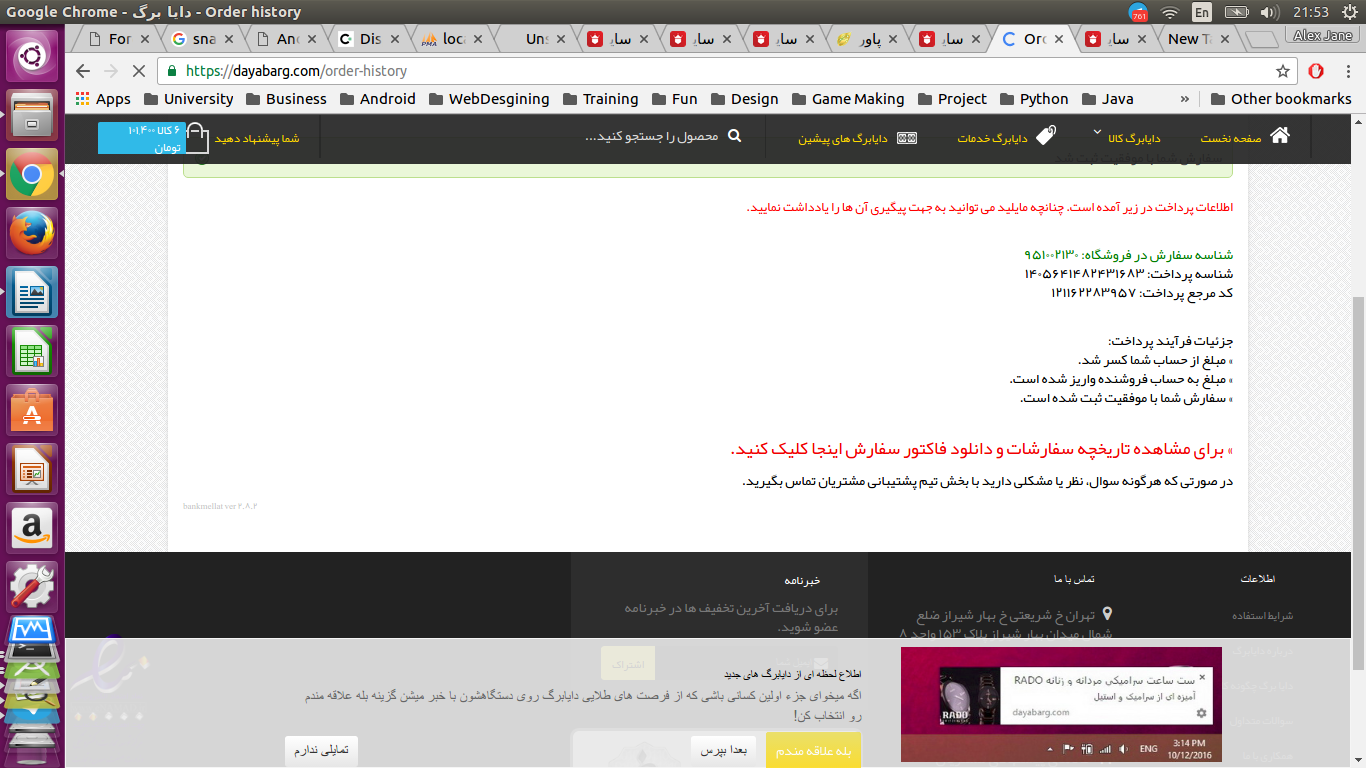 Google Chrome - دایا برگ - Order history
761
En
21:53
For
sna
And
Dis
loca
Uns
سای
سای
سای
پاور
سای
Orc
سای
New Ta
Alex Jane
https://dayabarg.com/order-history
Apps University Business Android WebDesgining Training Fun Design Game Making Project Python Java » Other bookmarks
صفحه نخست
دایابرگ کالا
دایابرگ خدمات
دایابرگ های پیشین
محصول را جستجو کنید...
شما پیشنهاد دهید
۶ کالا ۱۰۱,۴۰۰
تومان
سفارش شما با موفقیت ثبت شد
اطلاعات پرداخت در زیر آمده است. چنانچه مایلید می توانید به جهت پیگیری آن ها را یادداشت نمایید.
شناسه سفارش در فروشگاه: ۹۵۱۰۰۲۱۳۰
شناسه پرداخت: ۱۴۰۵۶۴۱۴۸۲۴۳۱۶۸۳
کد مرجع پرداخت: ۱۲۱۱۶۲۲۸۳۹۵۷
جزئیات فرآیند پرداخت:
» مبلغ از حساب شما کسر شد.
» مبلغ به حساب فروشنده واریز شده است.
» سفارش شما با موفقیت ثبت شده است.
» برای مشاهده تاریخچه سفارشات و دانلود فاکتور سفارش اینجا کلیک کنید.
در صورتی که هرگونه سوال، نظر یا مشکلی دارید با بخش تیم پشتیبانی مشتریان تماس بگیرید.
bankmellat ver ۲.۸.۲
اطلاعات
شرایط استفاده
تماس با ما
تهران خ شریعتی خ بهار شیراز ضلع
شمال میدان بهار شیراز پلاک ۱۵۳ واحد ۸
خبرنامه
برای دریافت آخرین تخفیف ها در خبرنامه
عضو شوید.
اشتراک
اطلاع لحظه ای از دایابرگ های جدید
اگه میخوای جزء اولین کسانی باشی که از فرصت های طلایی دایابرگ روی دستگاهشون با خبر میشن گزینه بله علاقه مندم
رو انتخاب کن!
بله علاقه مندم
بعدا بپرس
تمایلی ندارم
ست ساعت سرامیکی مردانه و زنانه RADO
آمیزه ای از سرامیک و استیل
dayabarg.com
RADO
ENG
3:14 PM
10/12/2016